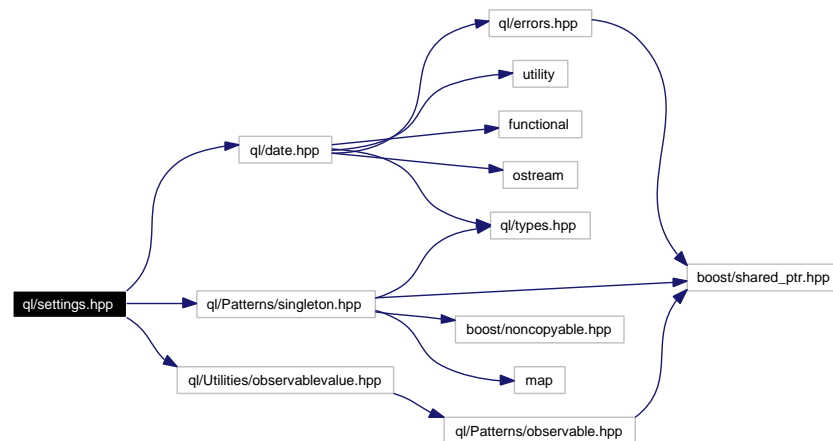 ql/errors.hpp
utility
functional
ql/date.hpp
ostream
ql/types.hpp
boost/shared_ptr.hpp
ql/settings.hpp
ql/Patterns/singleton.hpp
boost/noncopyable.hpp
map
ql/Utilities/observablevalue.hpp
ql/Patterns/observable.hpp